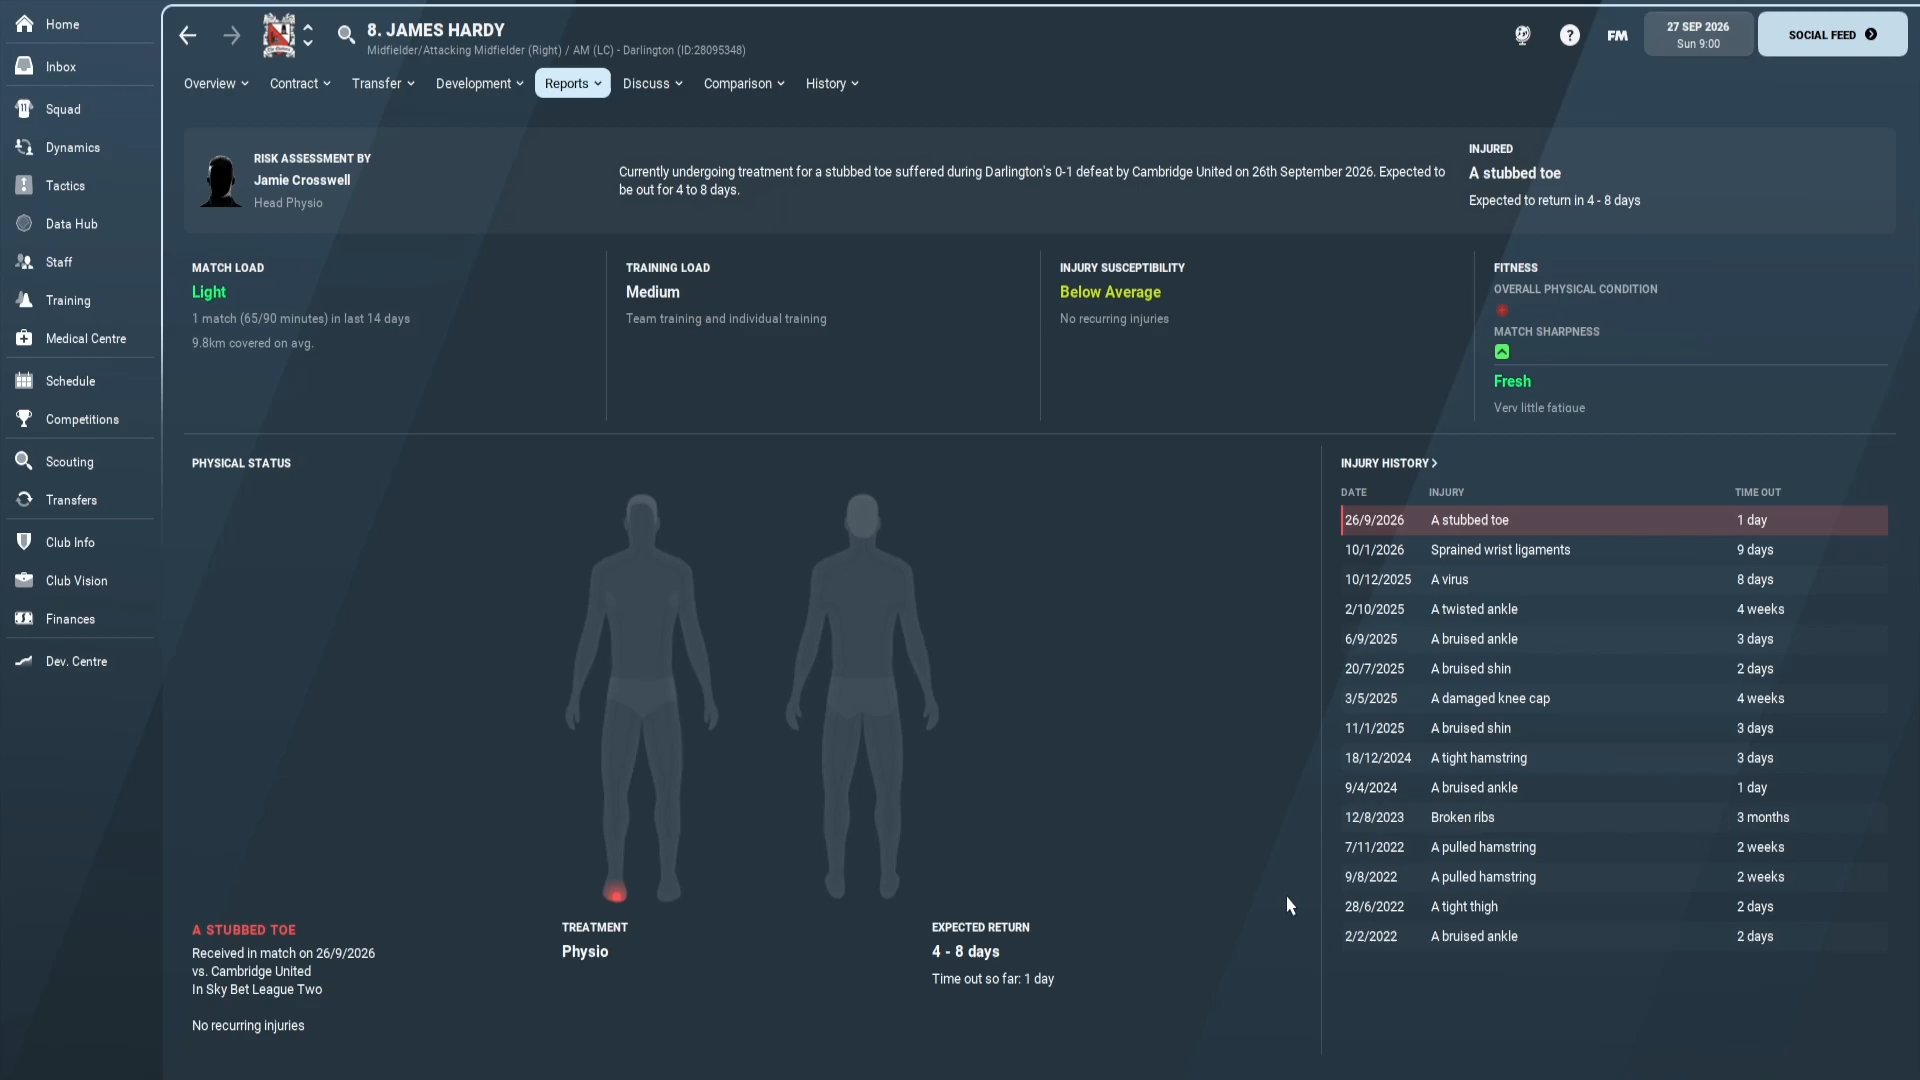 Home
Inbox
Squad
Dynamics
Tactics
Data Hub
Staff
Training
Medical Centre
Schedule
Competitions
Scouting
Transfers
Club Info
Club Vision
Finances
Dev. Centre
8. JAMES HARDY
Midfielder/Attacking Midfielder (Right) / AM (LC) - Darlington (ID:28095348)
?
FM
27 SEP 2026
Sun 9:00
SOCIAL FEED
Overview
Contract
Transfer
Development
Reports
Discuss
Comparison
History
RISK ASSESSMENT BY
Jamie Crosswell
Head Physio
Currently undergoing treatment for a stubbed toe suffered during Darlington's 0-1 defeat by Cambridge United on 26th September 2026. Expected to
be out for 4 to 8 days.
INJURED
A stubbed toe
Expected to return in 4 - 8 days
MATCH LOAD
Light
1 match (65/90 minutes) in last 14 days
9.8km covered on avg.
TRAINING LOAD
Medium
Team training and individual training
INJURY SUSCEPTIBILITY
Below Average
No recurring injuries
FITNESS
OVERALL PHYSICAL CONDITION
MATCH SHARPNESS
Fresh
Very little fatigue
PHYSICAL STATUS
A STUBBED TOE
Received in match on 26/9/2026
vs. Cambridge United
In Sky Bet League Two
No recurring injuries
TREATMENT
Physio
EXPECTED RETURN
4 - 8 days
Time out so far: 1 day
INJURY HISTORY >
DATE INJURY TIME OUT
26/9/2026 A stubbed toe 1 day
10/1/2026 Sprained wrist ligaments 9 days
10/12/2025 A virus 8 days
2/10/2025 A twisted ankle 4 weeks
6/9/2025 A bruised ankle 3 days
20/7/2025 A bruised shin 2 days
3/5/2025 A damaged knee cap 4 weeks
11/1/2025 A bruised shin 3 days
18/12/2024 A tight hamstring 3 days
9/4/2024 A bruised ankle 1 day
12/8/2023 Broken ribs 3 months
7/11/2022 A pulled hamstring 2 weeks
9/8/2022 A pulled hamstring 2 weeks
28/6/2022 A tight thigh 2 days
2/2/2022 A bruised ankle 2 days